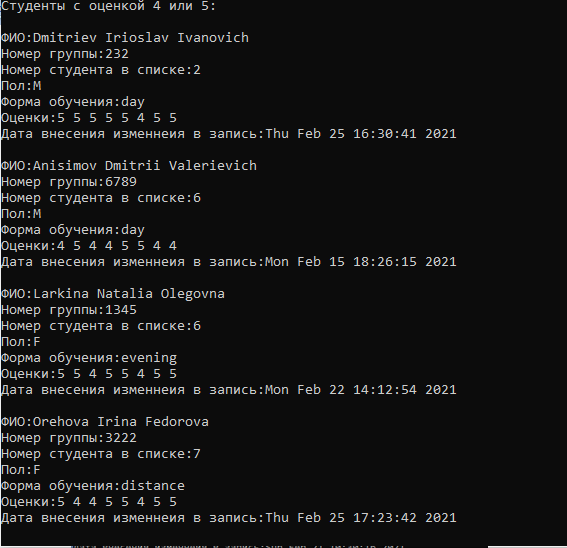 Студенты с оценкой 4 или 5:
ФИО:Dmitriev Irioslav Ivanovich
Номер группы:232
Номер студента в списке:2
Пол:M
Форма обучения:day
Оценки:5 5 5 5 5 4 5 5
Дата внесения изменнеия в запись:Thu Feb 25 16:30:41 2021
ФИО:Anisimov Dmitrii Valerievich
Номер группы:6789
Номер студента в списке:6
Пол:M
Форма обучения:day
Оценки:4 5 4 4 5 5 4 4
Дата внесения изменнеия в запись:Mon Feb 15 18:26:15 2021
ФИО:Larkina Natalia Olegovna
Номер группы:1345
Номер студента в списке:6
Пол:F
Форма обучения:evening
Оценки:5 5 4 5 5 4 5 5
Дата внесения изменнеия в запись:Mon Feb 22 14:12:54 2021
ФИО:Orehova Irina Fedorova
Номер группы:3222
Номер студента в списке:7
Пол:F
Форма обучения:distance
Оценки:5 4 4 5 5 4 5 5
Дата внесения изменнеия в запись:Thu Feb 25 17:23:42 2021